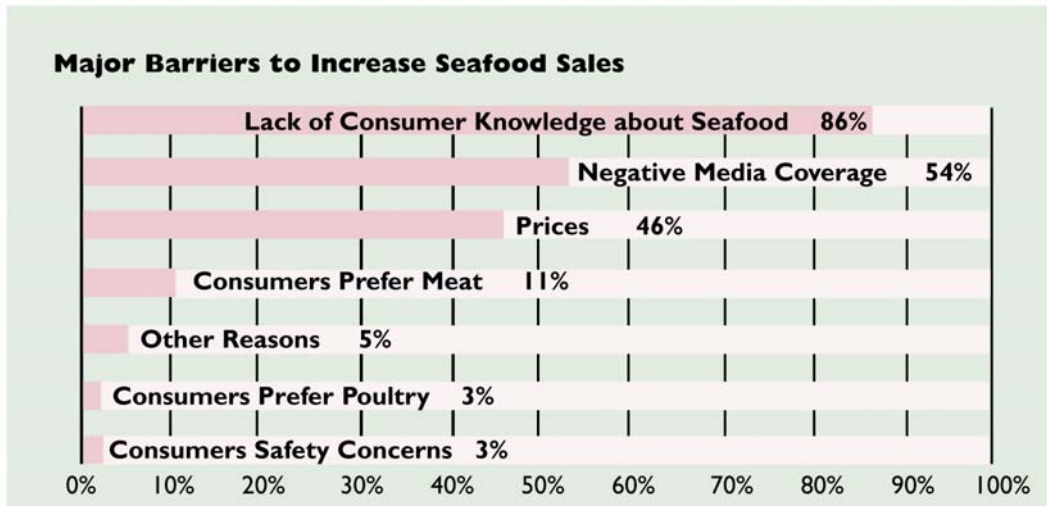 Major Barriers to Increase Seafood Sales
Lack of Consumer Knowledge about Seafood 86%
Negative Media Coverage 54%
Prices 46%
Consumers Prefer Meat 11%
Other Reasons 5%
Consumers Prefer Poultry 3%
Consumers Safety Concerns 3%
0% 10% 20% 30% 40% 50% 60% 70% 80% 90% 100%